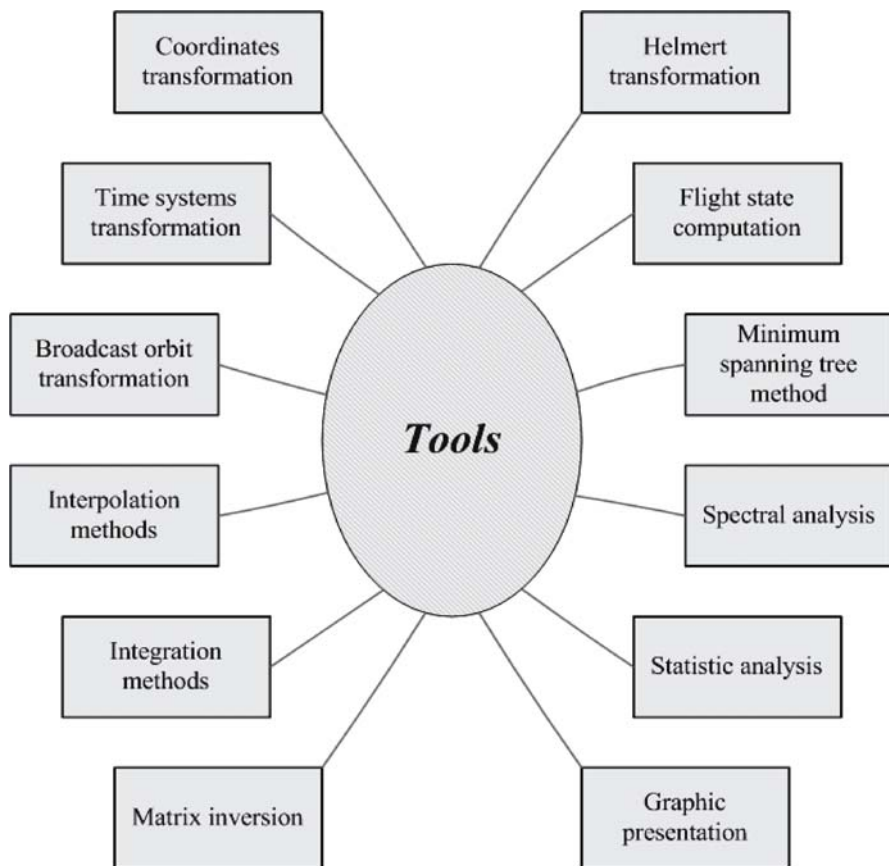 Coordinates
transformation
Helmert
transformation
Time systems
transformation
Flight state
computation
Broadcast orbit
transformation
Minimum
spanning tree
method
Tools
Interpolation
methods
Spectral analysis
Integration
methods
Statistic analysis
Matrix inversion
Graphic
presentation